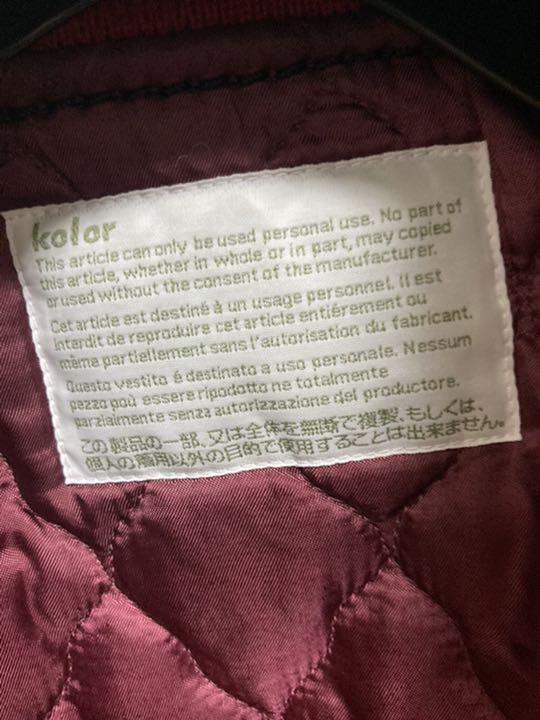 kolor
This article can only be used personal use. No part of
this article, whether in whole or in part, may copied
or used without the consent of the manufacturer.
Cet article est destiné à un usage personnel. Il est
interdit de reproduire cet article entiérement ou
même partiellement sans l'autorisation du fabricant.
Questo vestito é destinato a uso personale. Nessum
pezzo poù essere ripodotto ne totalmente
parzialmente senza autorizzazione del productore.
この製品の一部、又は全体を無断で複製、もしくは、
個人の着用以外の目的で使用することは出来ません。